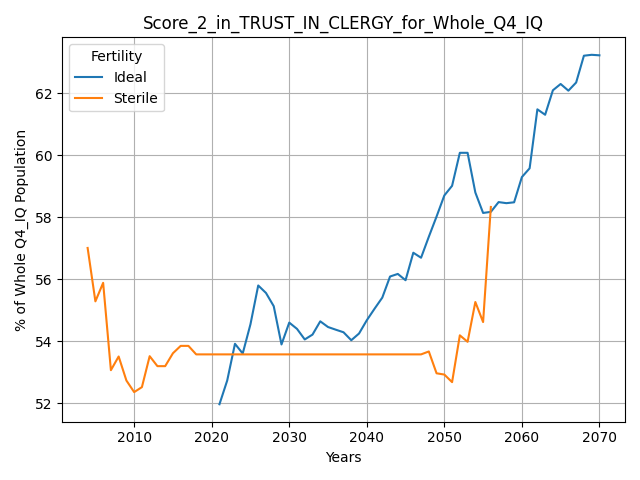 Score_2_in_TRUST_IN_CLERGY_for_Whole_Q4_IQ
Fertility
Ideal
Sterile
% of Whole Q4_IQ Population
62
60
58
56
54
52
2010
2020
2030
2040
2050
2060
2070
Years